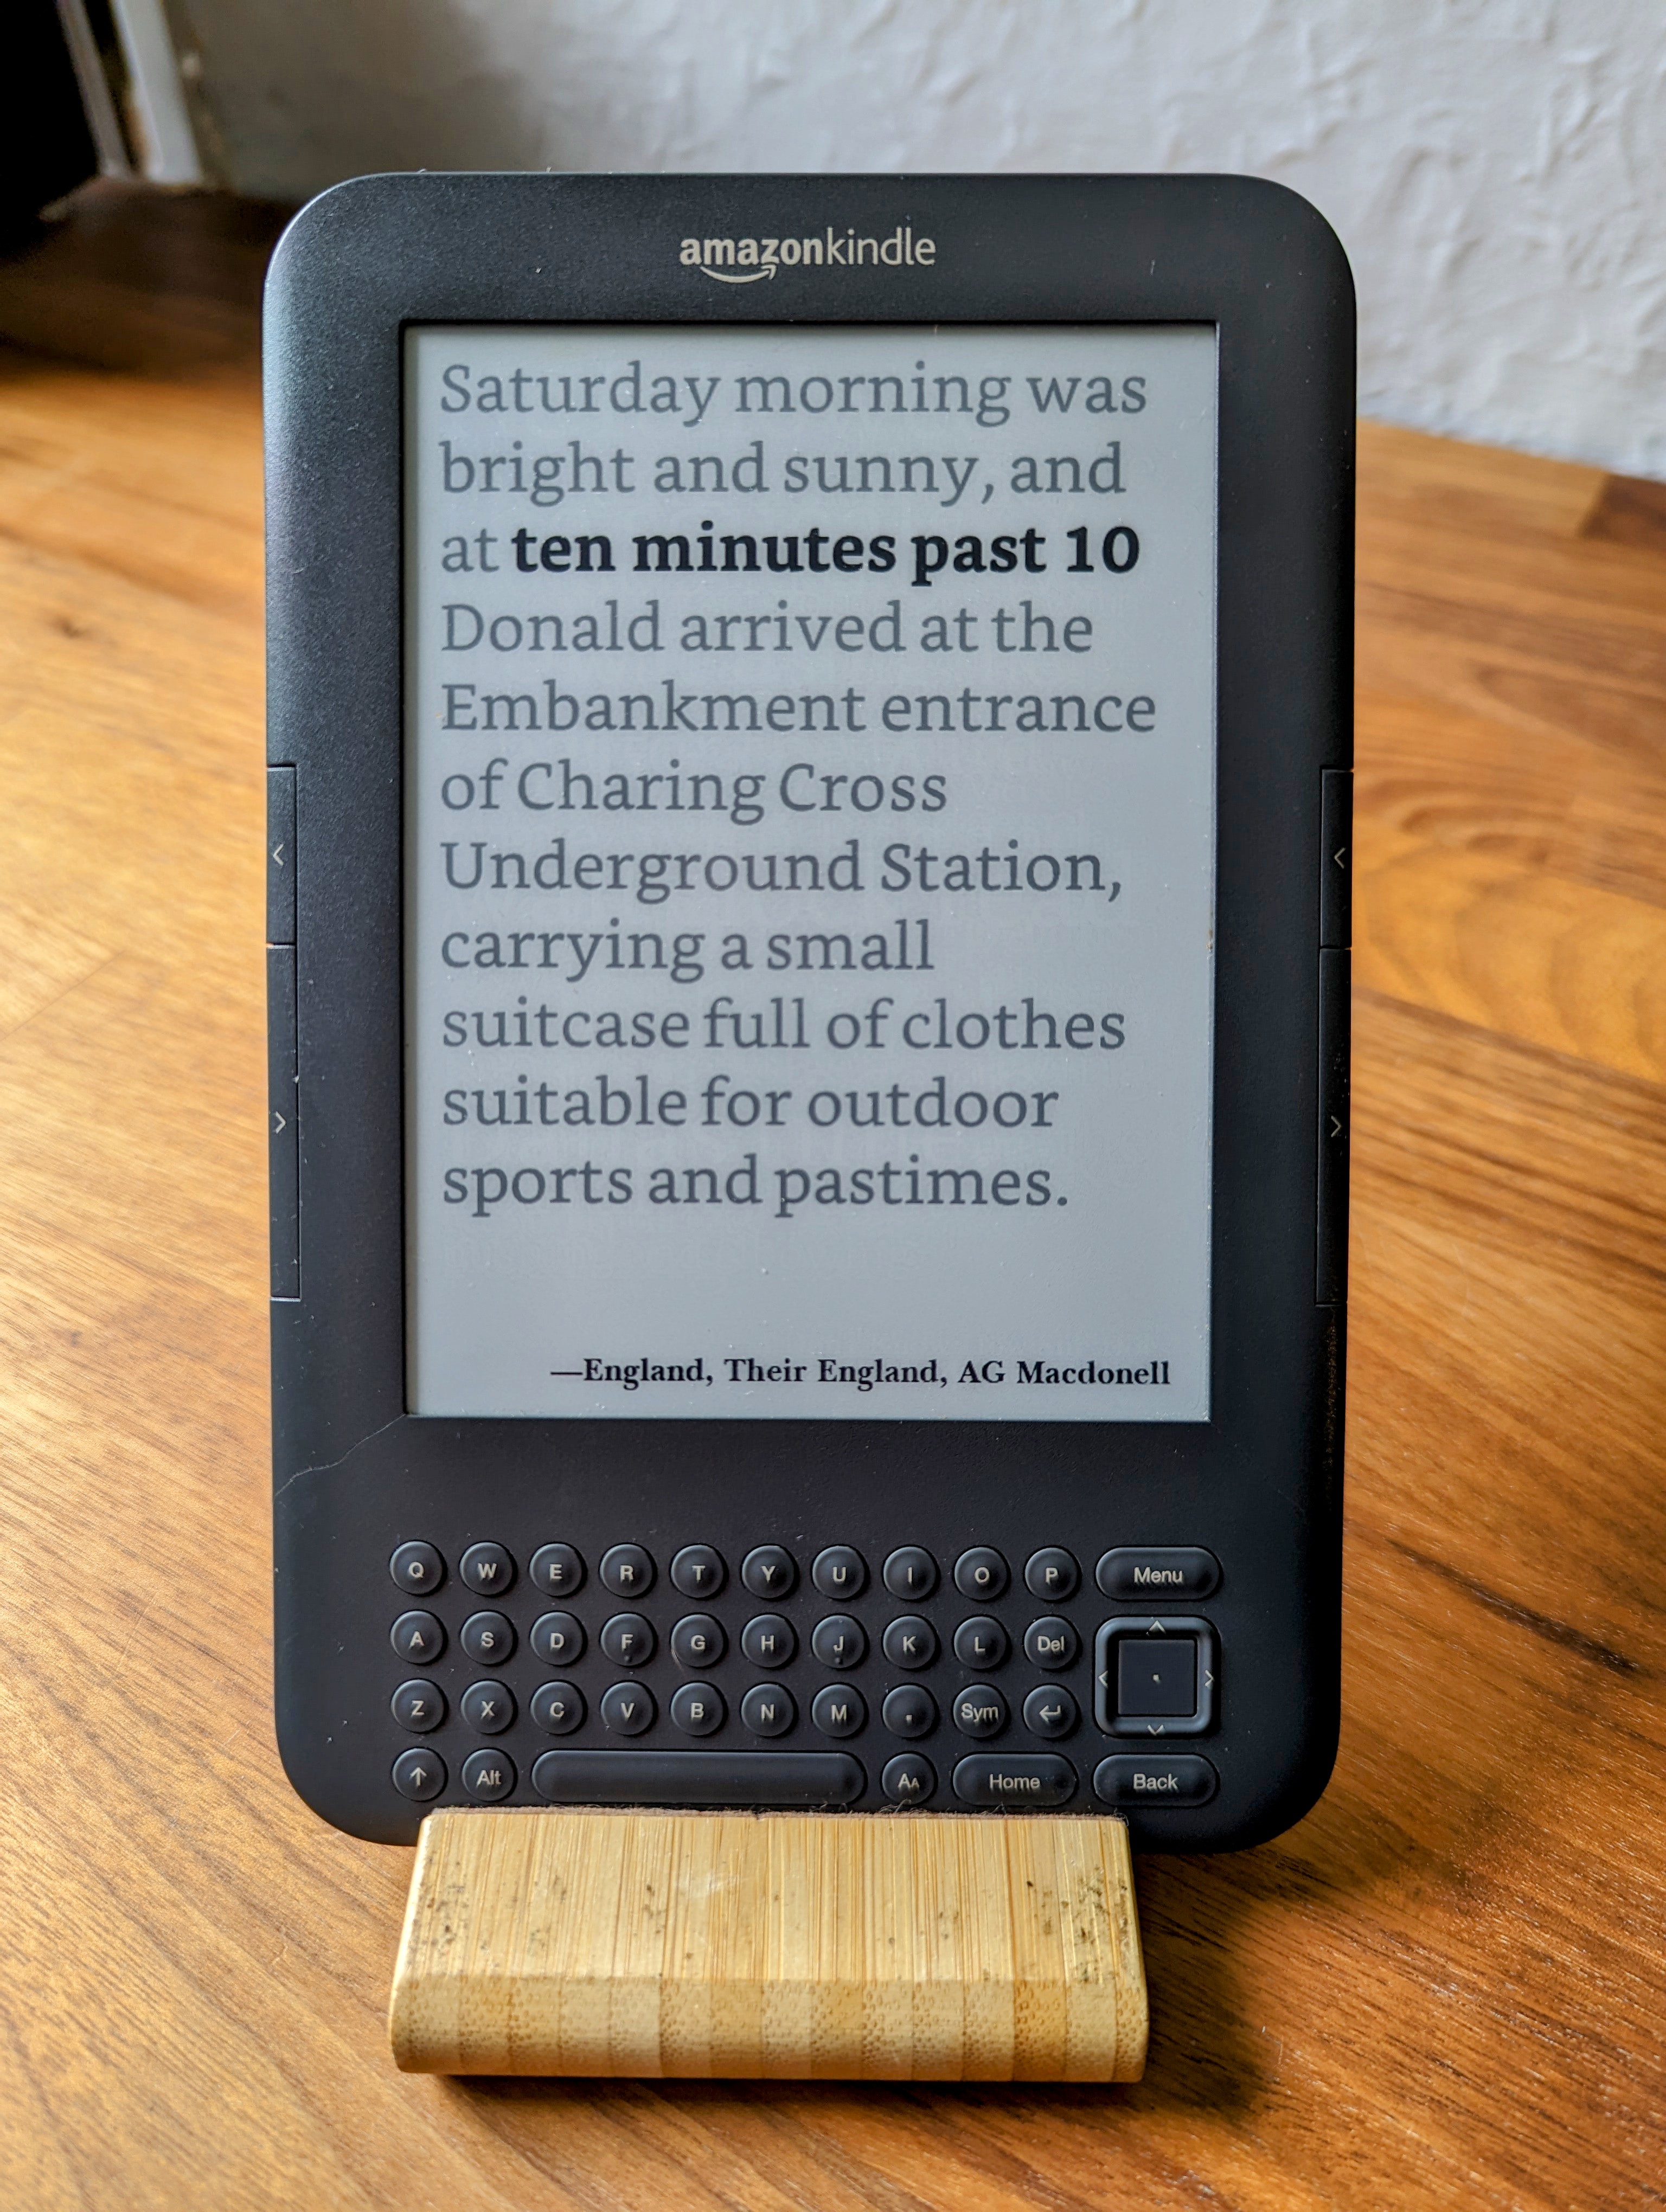 amazonkindle
Saturday morning was
bright and sunny, and
at ten minutes past 10
Donald arrived at the
Embankment entrance
of Charing Cross
Underground Station,
carrying a small
suitcase full of clothes
suitable for outdoor
sports and pastimes.
—England, Their England, AG Macdonell
Q W E R T Y U I O P Menu
A S D F G H J K L Del
Z X C V B N M . Sym
Alt AA Home Back